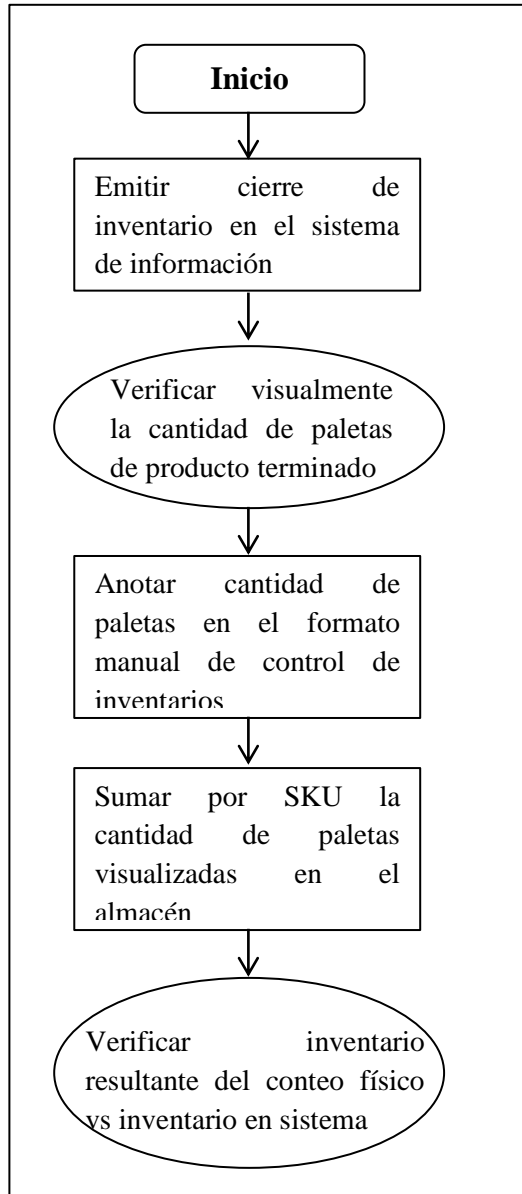 Inicio
Emitir cierre de
inventario en el sistema
de información
Verificar visualmente
la cantidad de paletas
de producto terminado
Anotar cantidad de
paletas en el formato
manual de control de
inventarios
Sumar por SKU la
cantidad de paletas
visualizadas en el
almacén
Verificar inventario
resultante del conteo físico
vs inventario en sistema